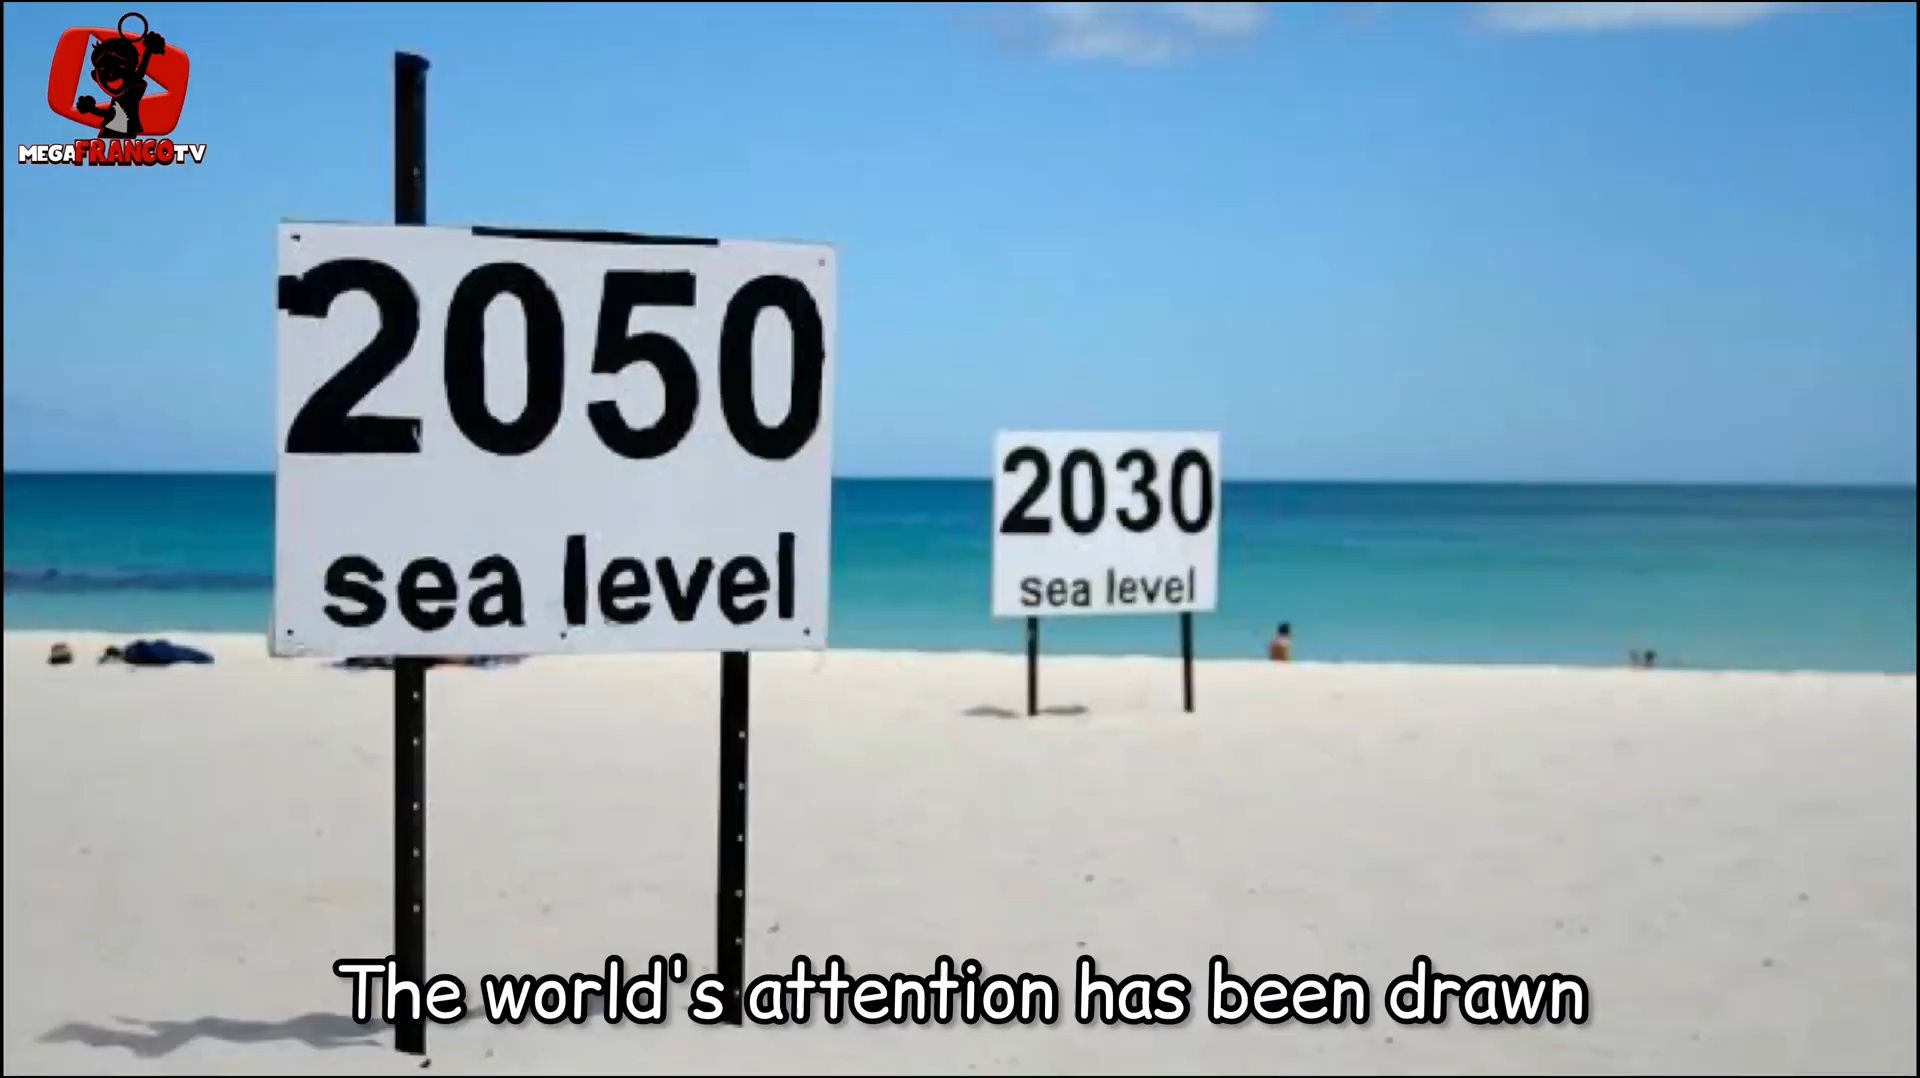 MEGAFRANCOTV
2050
sea level
2030
sea level
The world's attention has been drawn